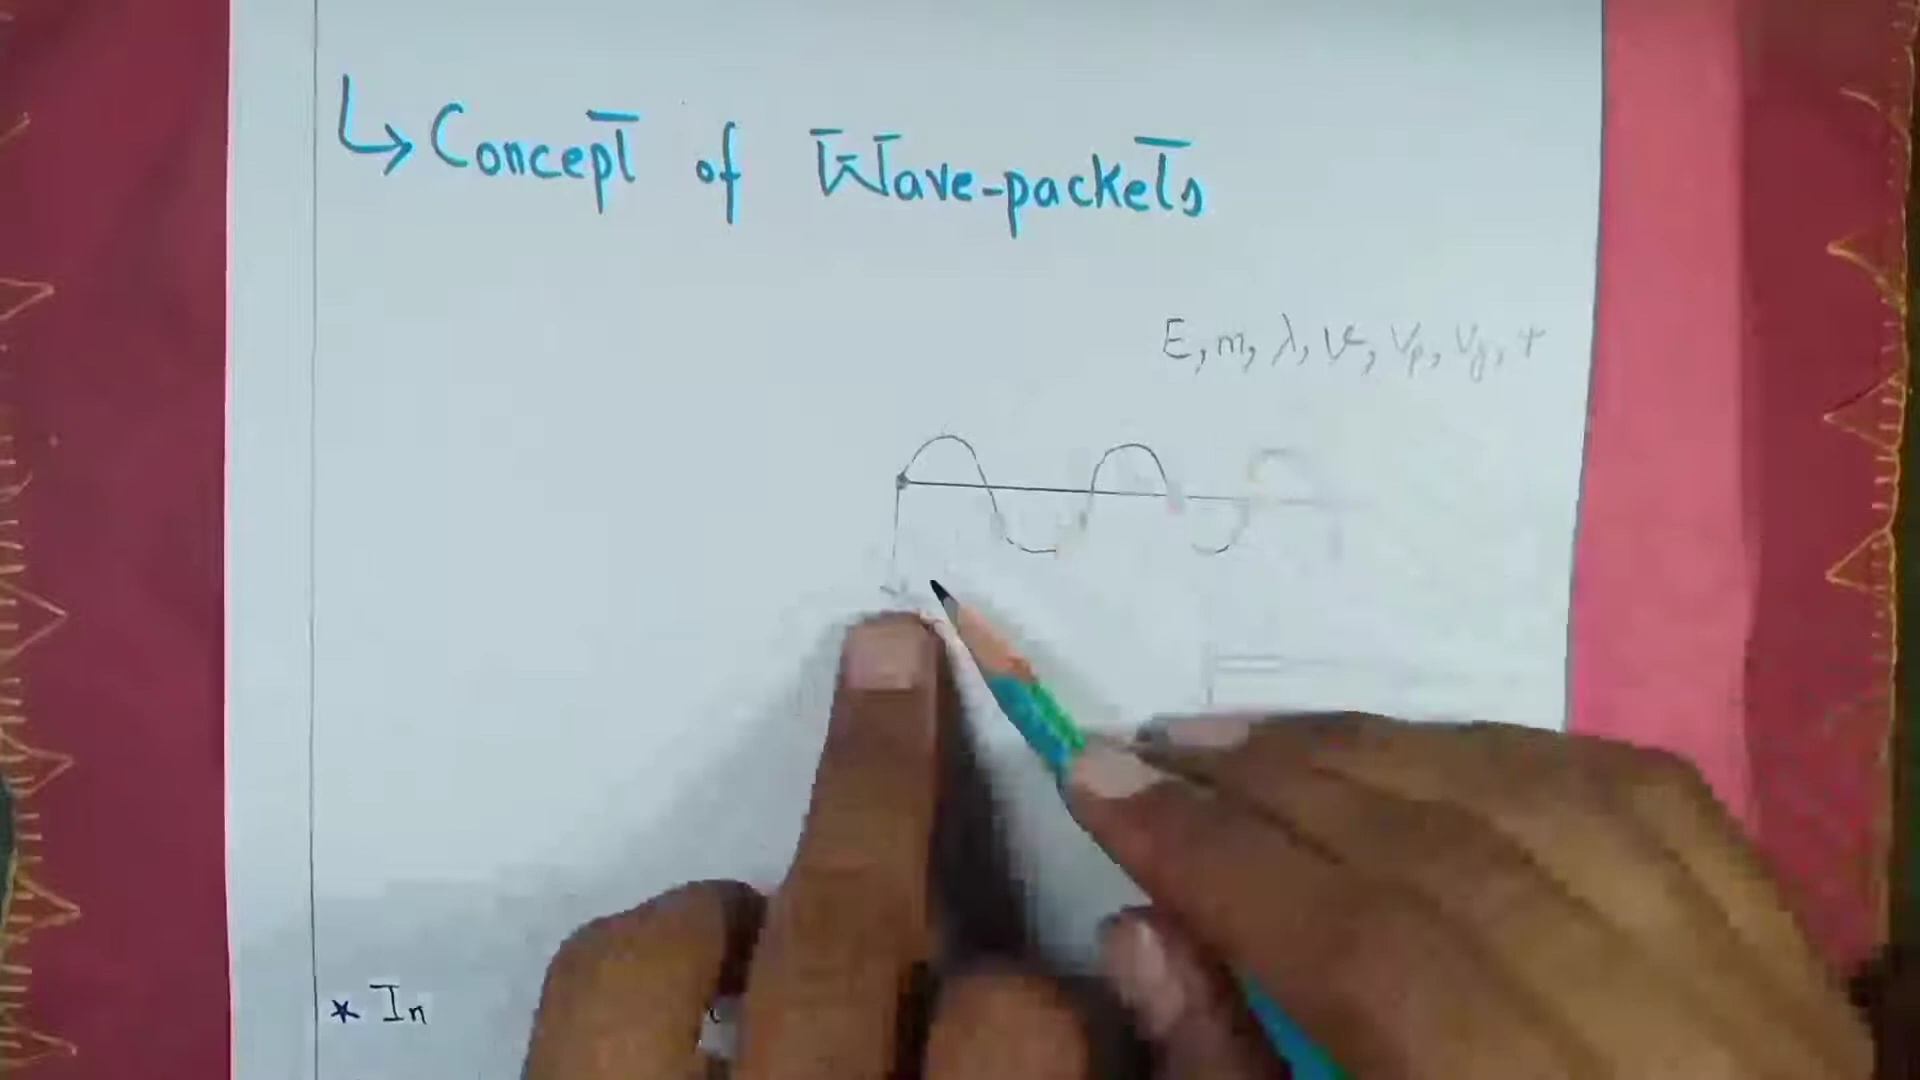 ↳ Concept of Wave-packets
E, m, λ, ν, Vp, Vg, ψ
* In